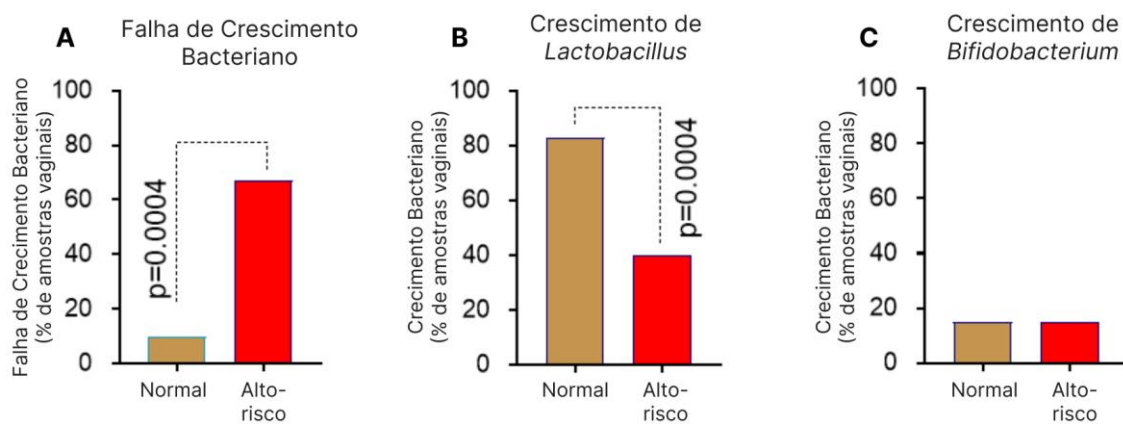 A
Falha de Crescimento
Bacteriano
Falha de Crecimento Bacteriano
(% de amostras vaginais)
100
80
60
40
20
0
p=0.0004
Normal
Alto-
risco
B
Crescimento de
Lactobacillus
Crecimento Bacteriano
(% de amostras vaginais)
100
80
60
40
20
0
p=0.0004
Normal
Alto-
risco
C
Crescimento de
Bifidobacterium
Crecimento Bacteriano
(% de amostras vaginais)
100
80
60
40
20
0
Normal
Alto-
risco